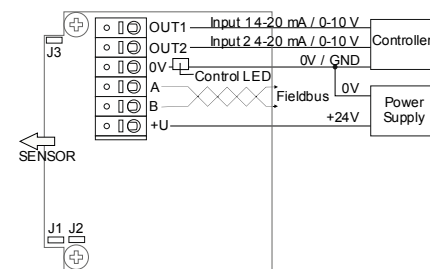 OUT1 Input 1 4-20 mA / 0-10 V
OUT2 Input 2 4-20 mA / 0-10 V Controller
J3
0V 0V / GND
Control LED
A
Fieldbus
0V
B
Power
Supply
+U +24V
SENSOR
J1 J2